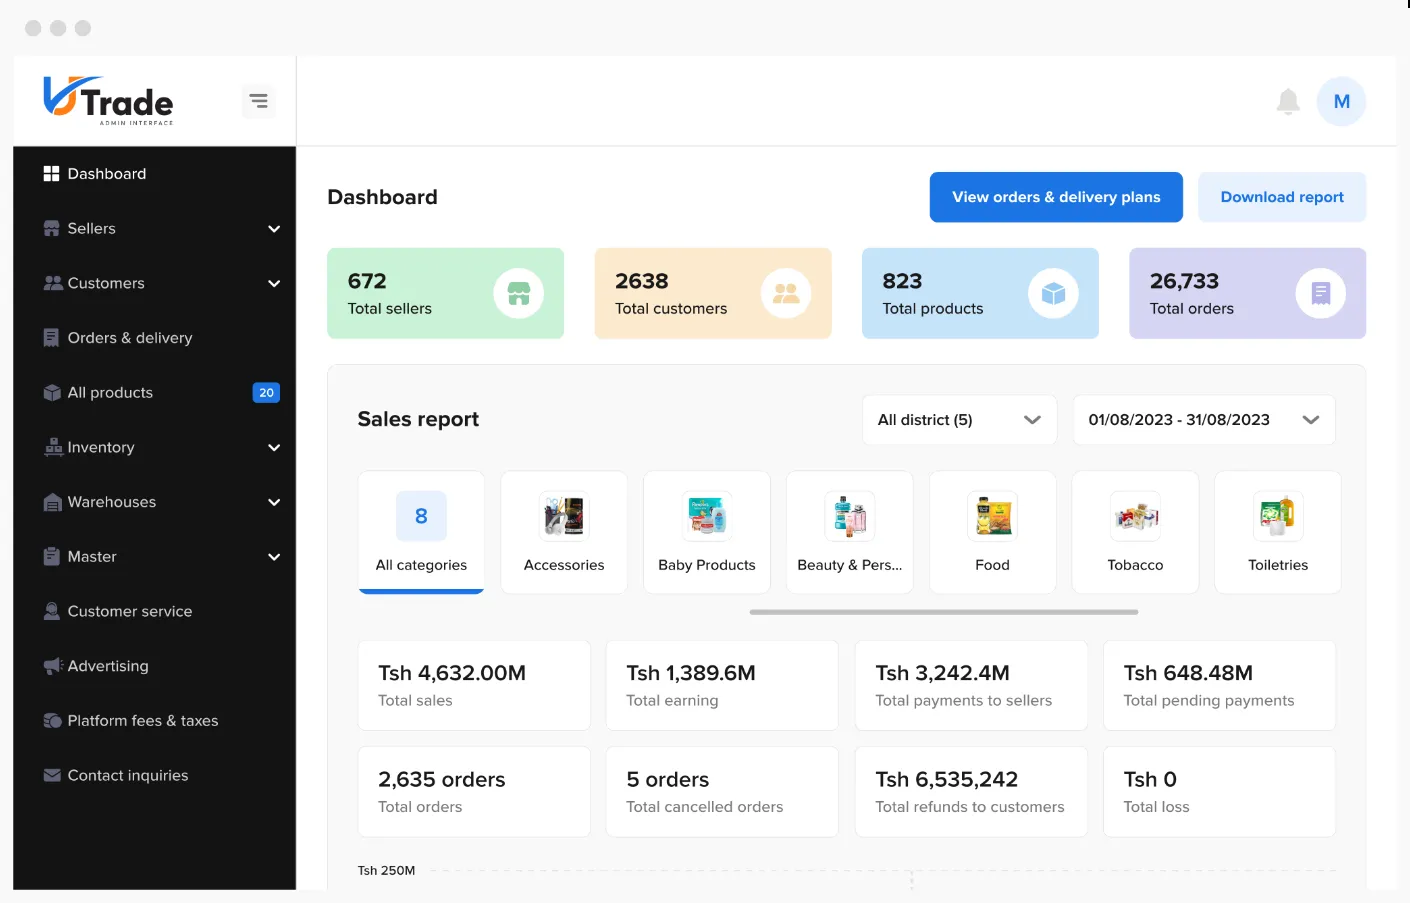 Trade
ADMIN INTERFACE
M
Dashboard
Sellers
Customers
Orders & delivery
All products
20
Inventory
Warehouses
Master
Customer service
Advertising
Platform fees & taxes
Contact inquiries
Dashboard
View orders & delivery plans
Download report
672
Total sellers
2638
Total customers
823
Total products
26,733
Total orders
Sales report
All district (5)
01/08/2023 - 31/08/2023
8
All categories
Accessories
Baby Products
Beauty & Pers...
Food
Tobacco
Toiletries
Tsh 4,632.00M
Total sales
Tsh 1,389.6M
Total earning
Tsh 3,242.4M
Total payments to sellers
Tsh 648.48M
Total pending payments
2,635 orders
Total orders
5 orders
Total cancelled orders
Tsh 6,535,242
Total refunds to customers
Tsh 0
Total loss
Tsh 250M